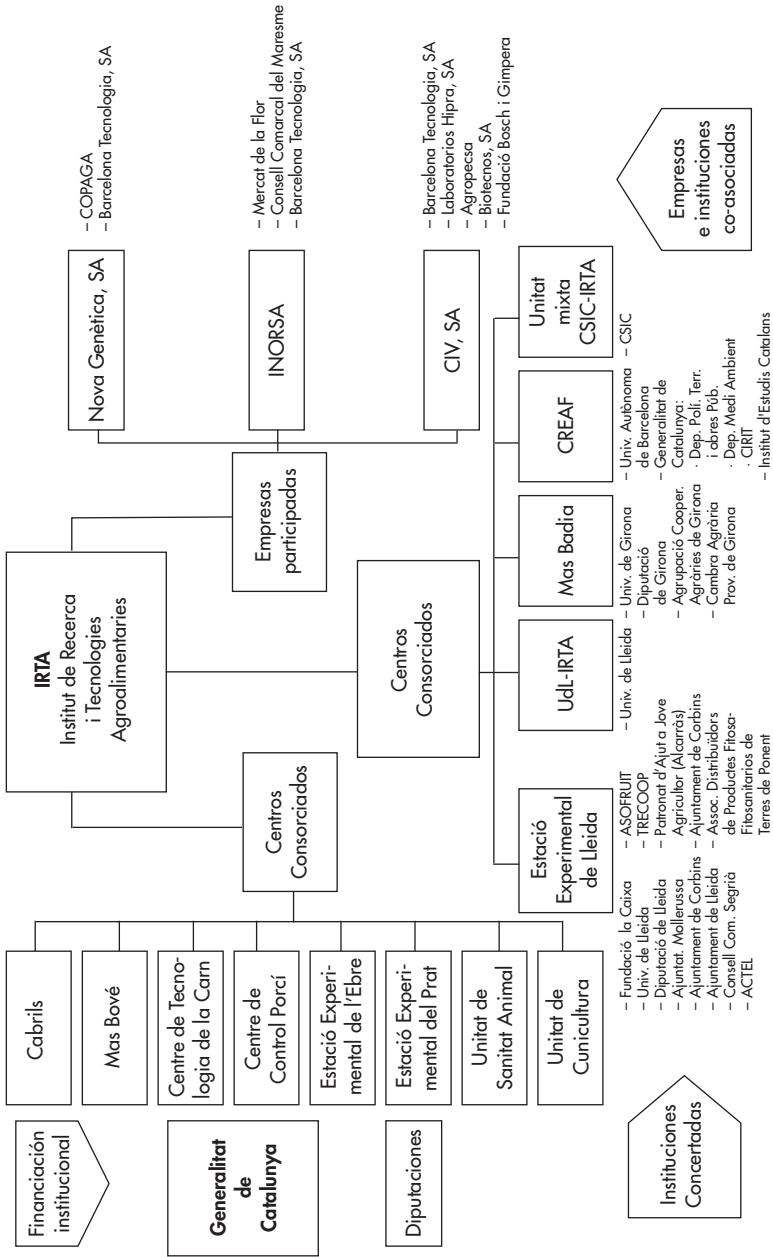 Financiación
institucional
Generalitat
de
Catalunya
Diputaciones
Instituciones
Concertadas
IRTA
Institut de Recerca
i Tecnologies
Agroalimentaries
Centros
Consorciados
Cabrils
Mas Bové
Centre de Tecno-
logia de la Carn
Centre de
Control Porcí
Estació Experi-
mental de l'Ebre
Estació Experi-
mental del Prat
Unitat de
Sanitat Animal
Unitat de
Cunicultura
Empresas
participadas
Nova Genètica, SA
– COPAGA
– Barcelona Tecnologia, SA
INORSA
– Mercat de la Flor
– Consell Comarcal del Maresme
– Barcelona Tecnologia, SA
CIV, SA
– Barcelona Tecnologia, SA
– Laboratorios Hipra, SA
– Agropecsa
– Biotecnos, SA
– Fundació Bosch i Gimpera
Centros
Consorciados
Estació
Experimental
de Lleida
– Fundació la Caixa
– Univ. de Lleida
– Diputació de Lleida
– Ajuntat. Mollerussa
– Ajuntament de Corbins
– Ajuntament de Lleida
– Consell Com. Segrià
– ACTEL
– ASOFRUIT
– TRECOOP
– Patronat d'Ajut a Jove
Agricultor (Alcarràs)
– Ajuntament de Corbins
– Assoc. Distribuïdors
de Productes Fitosa-
Fitosanitarios de
Terres de Ponent
UdL-IRTA
– Univ. de Lleida
Mas Badia
– Univ. de Girona
– Diputació
de Girona
– Agrupació Cooper.
Agràries de Girona
– Cambra Agrària
Prov. de Girona
CREAF
– Univ. Autònoma
de Barcelona
– Generalitat de
Catalunya:
· Dep. Polí. Terr.
i obres Púb.
· Dep. Medi Ambient
· CIRIT
– Institut d'Estudis Catalans
Unitat
mixta
CSIC-IRTA
– CSIC
Empresas
e instituciones
co-asociadas